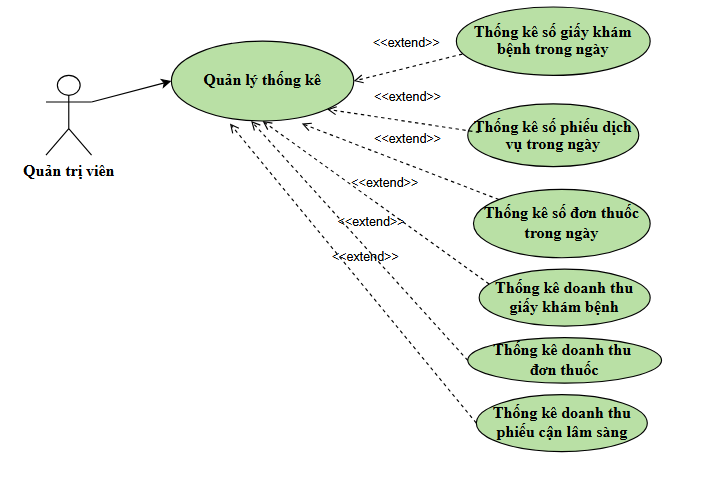 Thống kê số giấy khám
bệnh trong ngày
<<extend>>
Quản lý thống kê
<<extend>>
Thống kê số phiếu dịch
vụ trong ngày
<<extend>>
Quản trị viên
<<extend>>
Thống kê số đơn thuốc
trong ngày
<<extend>>
<<extend>>
Thống kê doanh thu
giấy khám bệnh
Thống kê doanh thu
đơn thuốc
Thống kê doanh thu
phiếu cận lâm sàng